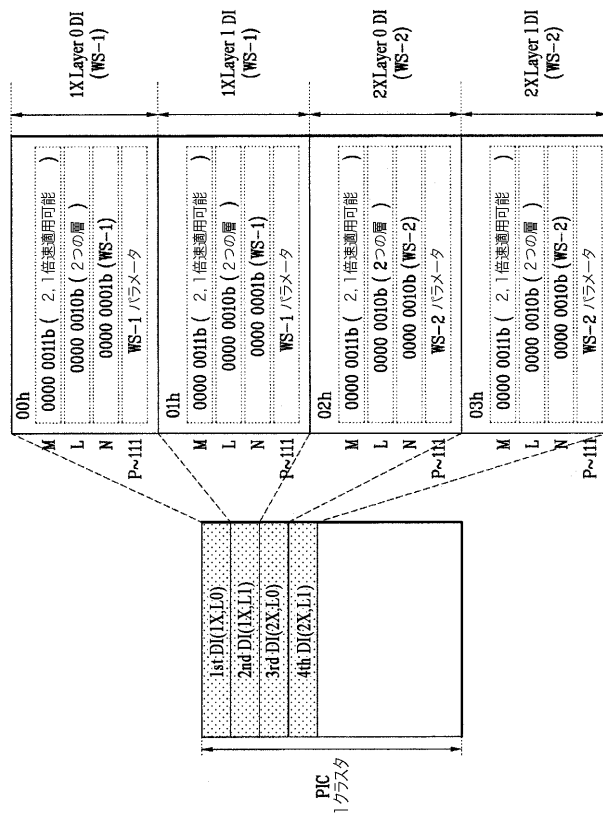 PIC
1クラスタ
1st DI(1X,L0)
2nd DI(1X,L1)
3rd DI(2X,L0)
4th DI(2X,L1)
00h
M 0000 0011b ( 2, 1倍速適用可能 )
L 0000 0010b ( 2つの層 )
N 0000 0001b (WS-1)
P~111 WS-1 パラメータ
1X Layer 0 DI
(WS-1)
01h
M 0000 0011b ( 2, 1倍速適用可能 )
L 0000 0010b ( 2つの層 )
N 0000 0001b (WS-1)
P~111 WS-1 パラメータ
1X Layer 1 DI
(WS-1)
02h
M 0000 0011b ( 2, 1倍速適用可能 )
L 0000 0010b ( 2つの層 )
N 0000 0010b (WS-2)
P~111 WS-2 パラメータ
2X Layer 0 DI
(WS-2)
03h
M 0000 0011b ( 2, 1倍速適用可能 )
L 0000 0010b ( 2つの層 )
N 0000 0010b (WS-2)
P~111 WS-2 パラメータ
2X Layer 1 DI
(WS-2)